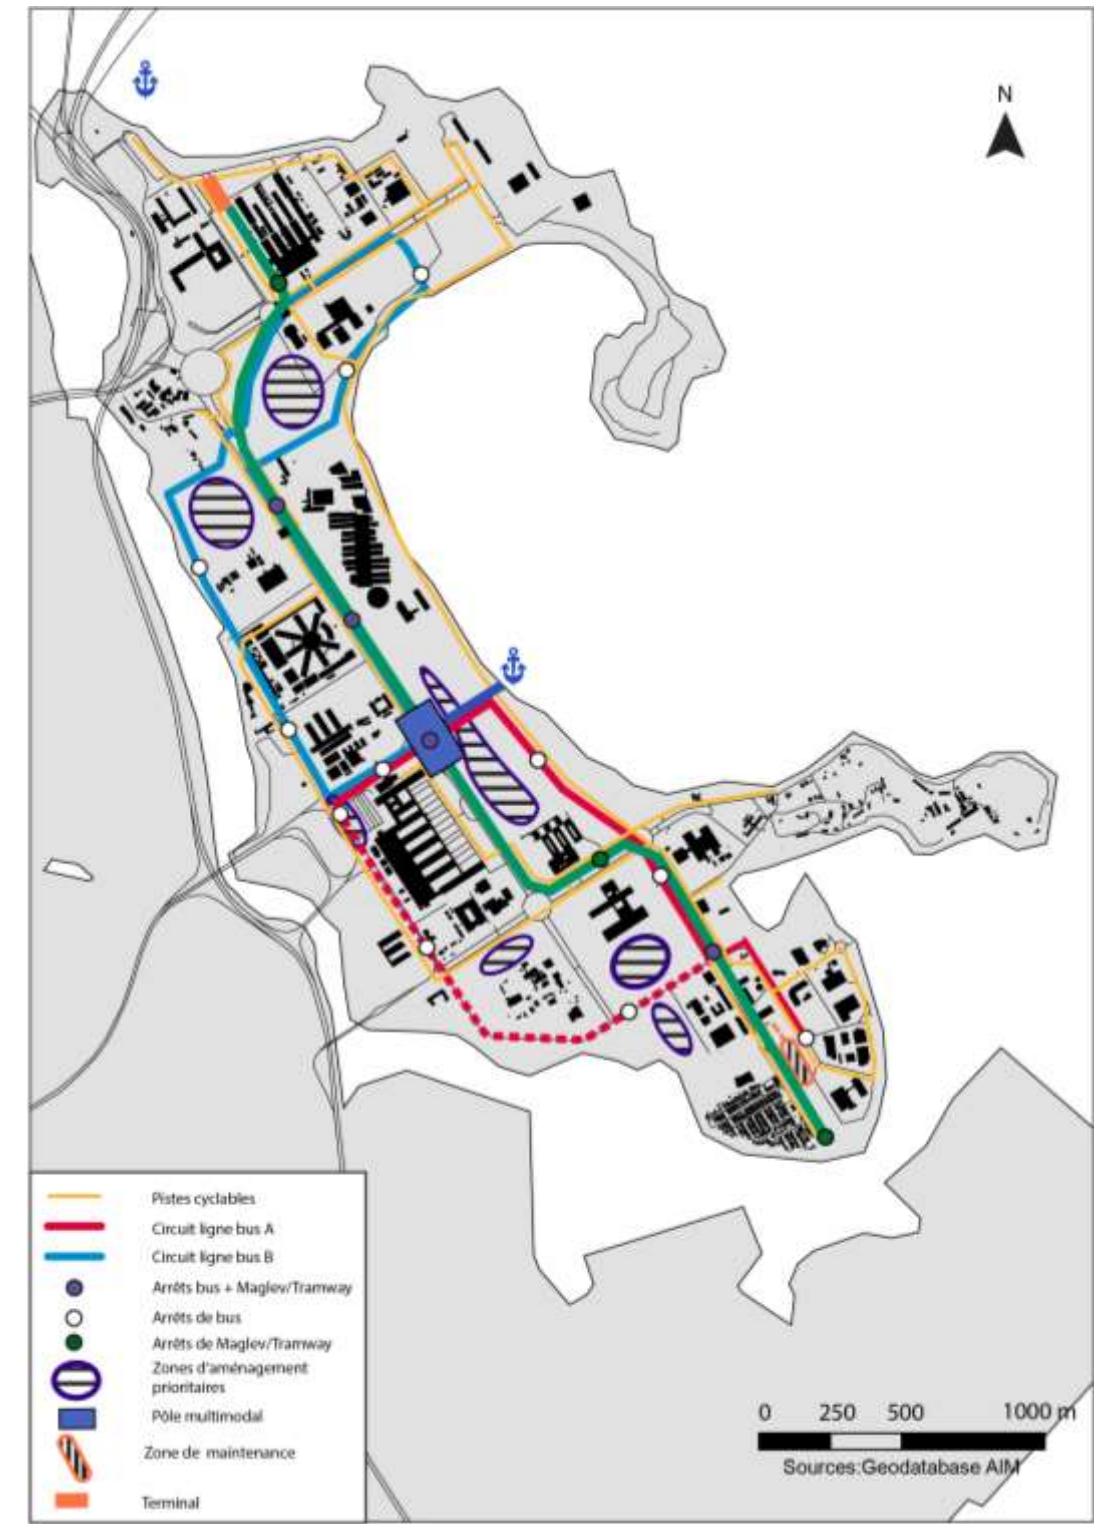 N
Pistes cyclables
Circuit ligne bus A
Circuit ligne bus B
Arrêts bus + Maglev/Tramway
Arrêts de bus
Arrêts de Maglev/Tramway
Zones d'aménagement
prioritaires
Pôle multimodal
Zone de maintenance
Terminal
0 250 500 1000 m
Sources:Geodatabase AIM